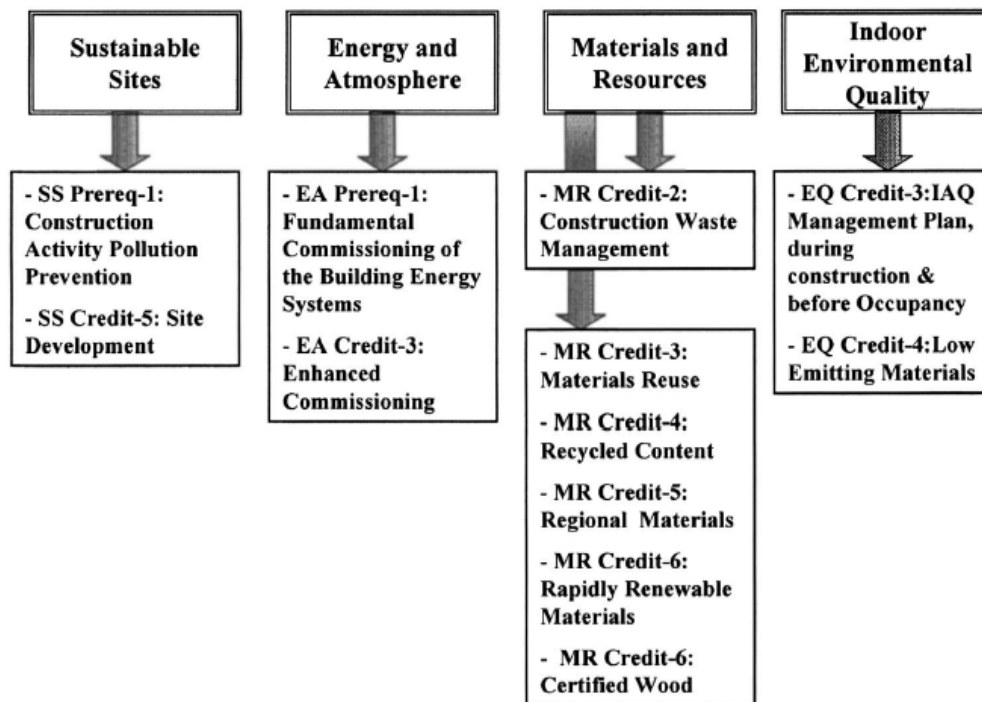 Sustainable
Sites
- SS Prereq-1:
Construction
Activity Pollution
Prevention
- SS Credit-5: Site
Development
Energy and
Atmosphere
- EA Prereq-1:
Fundamental
Commissioning of
the Building Energy
Systems
- EA Credit-3:
Enhanced
Commissioning
Materials and
Resources
- MR Credit-2:
Construction Waste
Management
- MR Credit-3:
Materials Reuse
- MR Credit-4:
Recycled Content
- MR Credit-5:
Regional Materials
- MR Credit-6:
Rapidly Renewable
Materials
- MR Credit-6:
Certified Wood
Indoor
Environmental
Quality
- EQ Credit-3:IAQ
Management Plan,
during
construction &
before Occupancy
- EQ Credit-4:Low
Emitting Materials